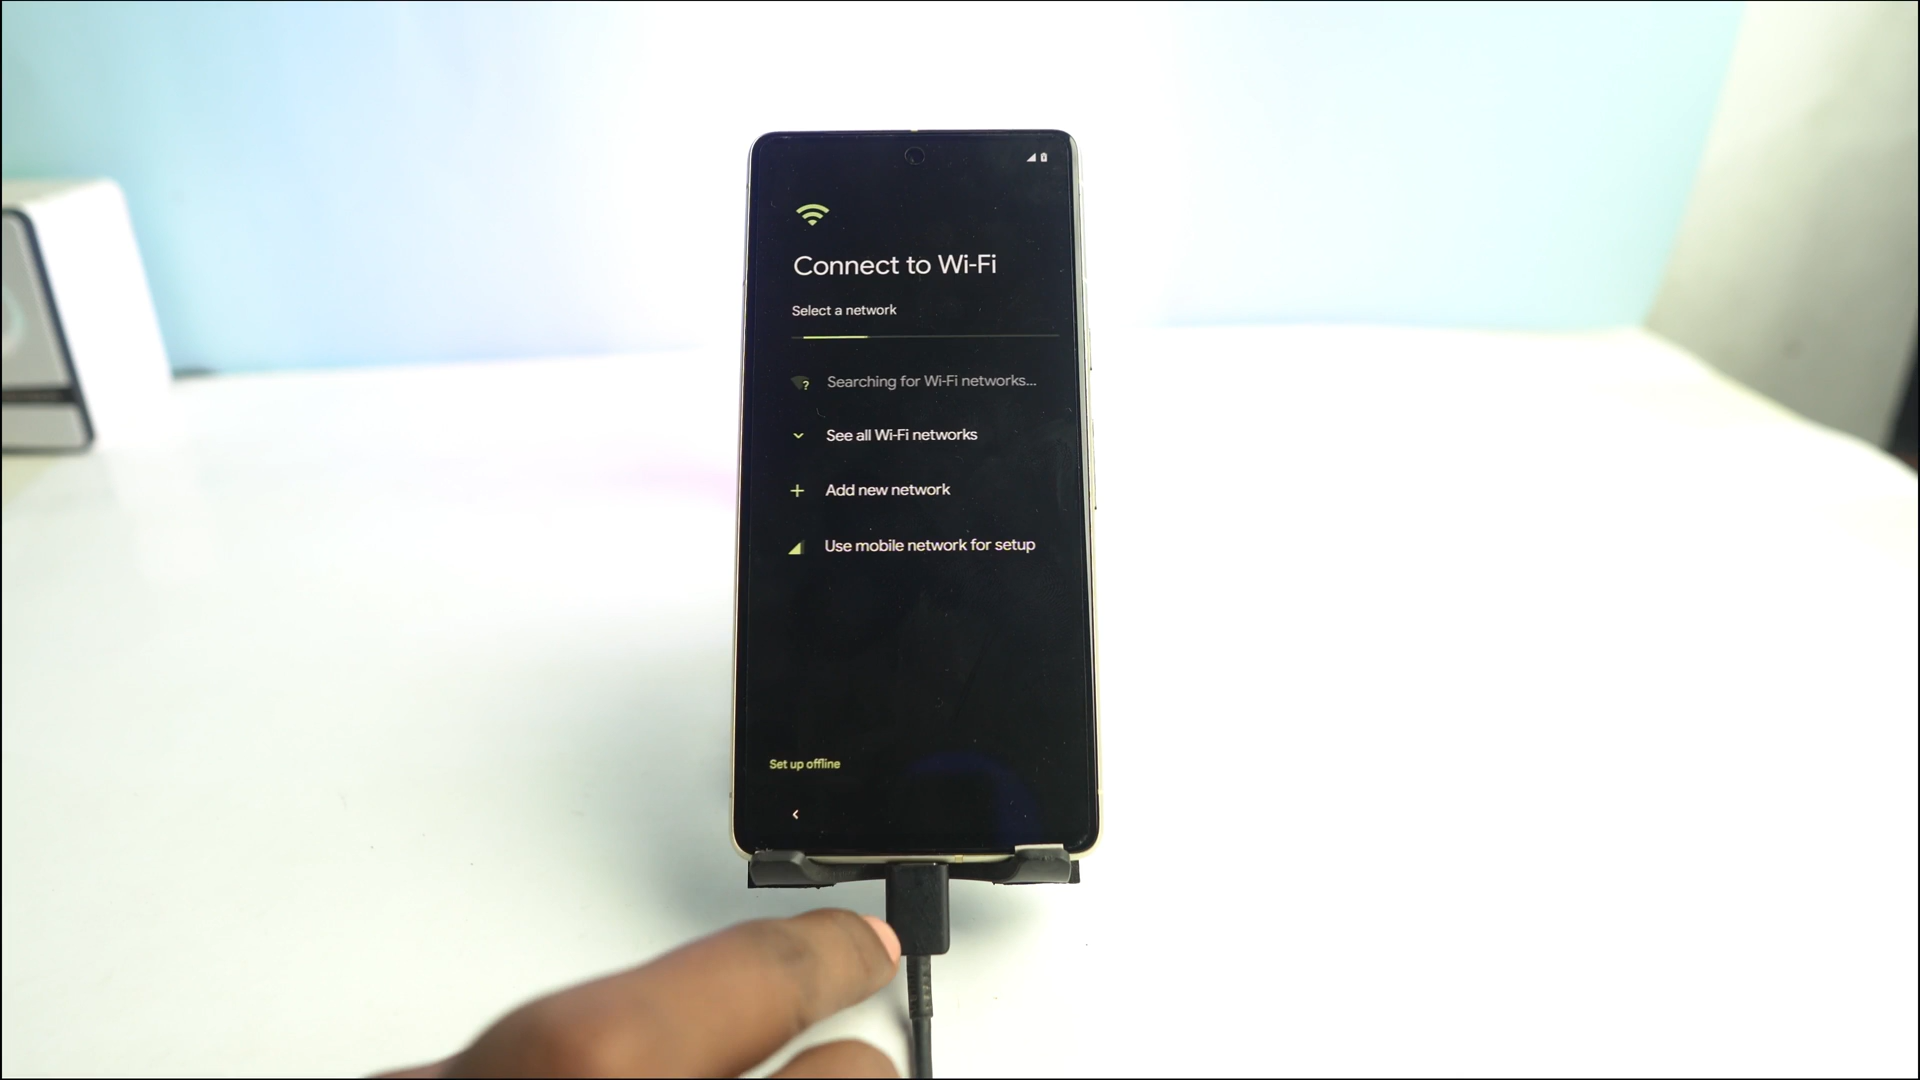 Connect to Wi-Fi
Select a network
Searching for Wi-Fi networks...
See all Wi-Fi networks
Add new network
Use mobile network for setup
Set up offline